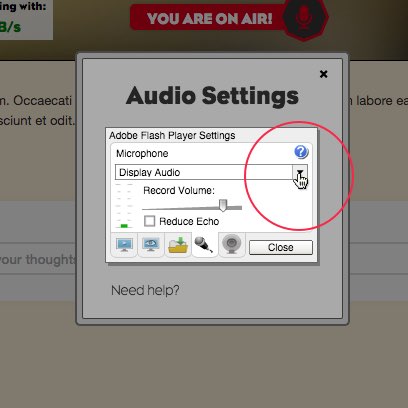 ng with:
B/s
YOU ARE ON AIR!
m. Occaecati
labore ea
sciunt et odit.
Audio Settings
Adobe Flash Player Settings
Microphone
?
Display Audio
Record Volume:
Reduce Echo
Close
your thoughts
Need help?